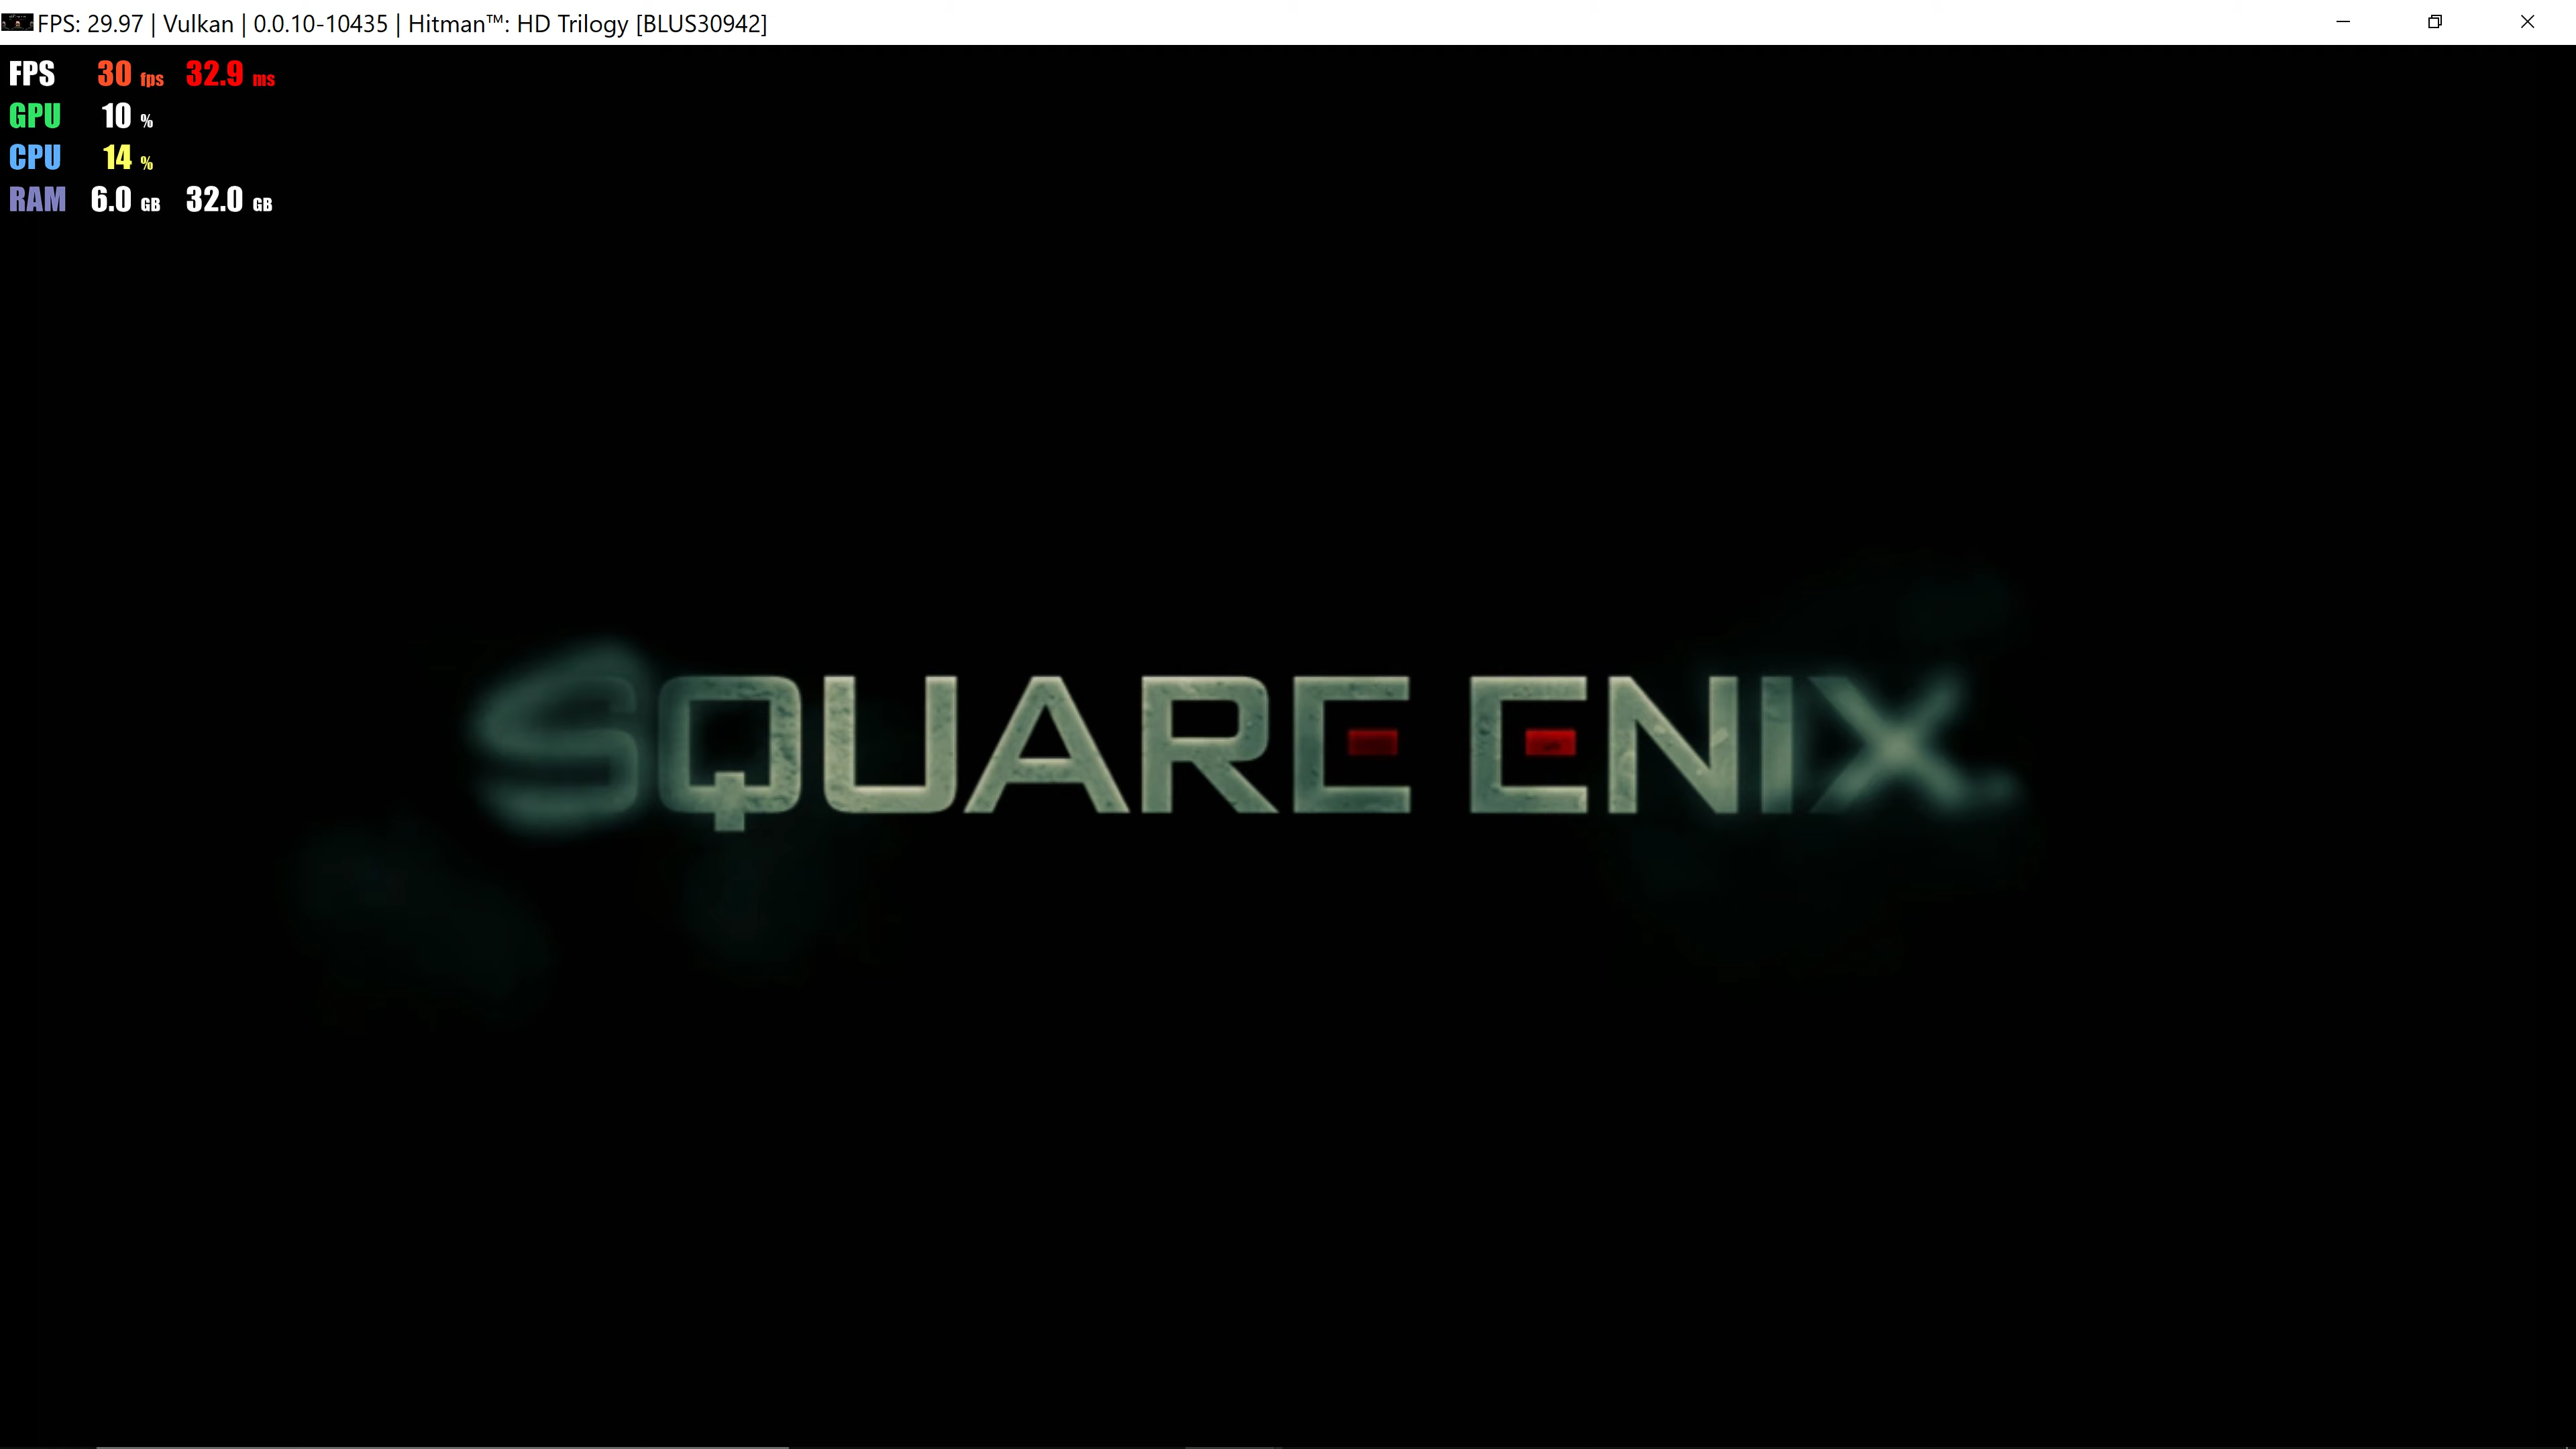 FPS: 29.97 | Vulkan | 0.0.10-10435 | Hitman™: HD Trilogy [BLUS30942]
FPS 30 fps 32.9 ms
GPU 10 %
CPU 14 %
RAM 6.0 GB 32.0 GB
SQUARE ENIX